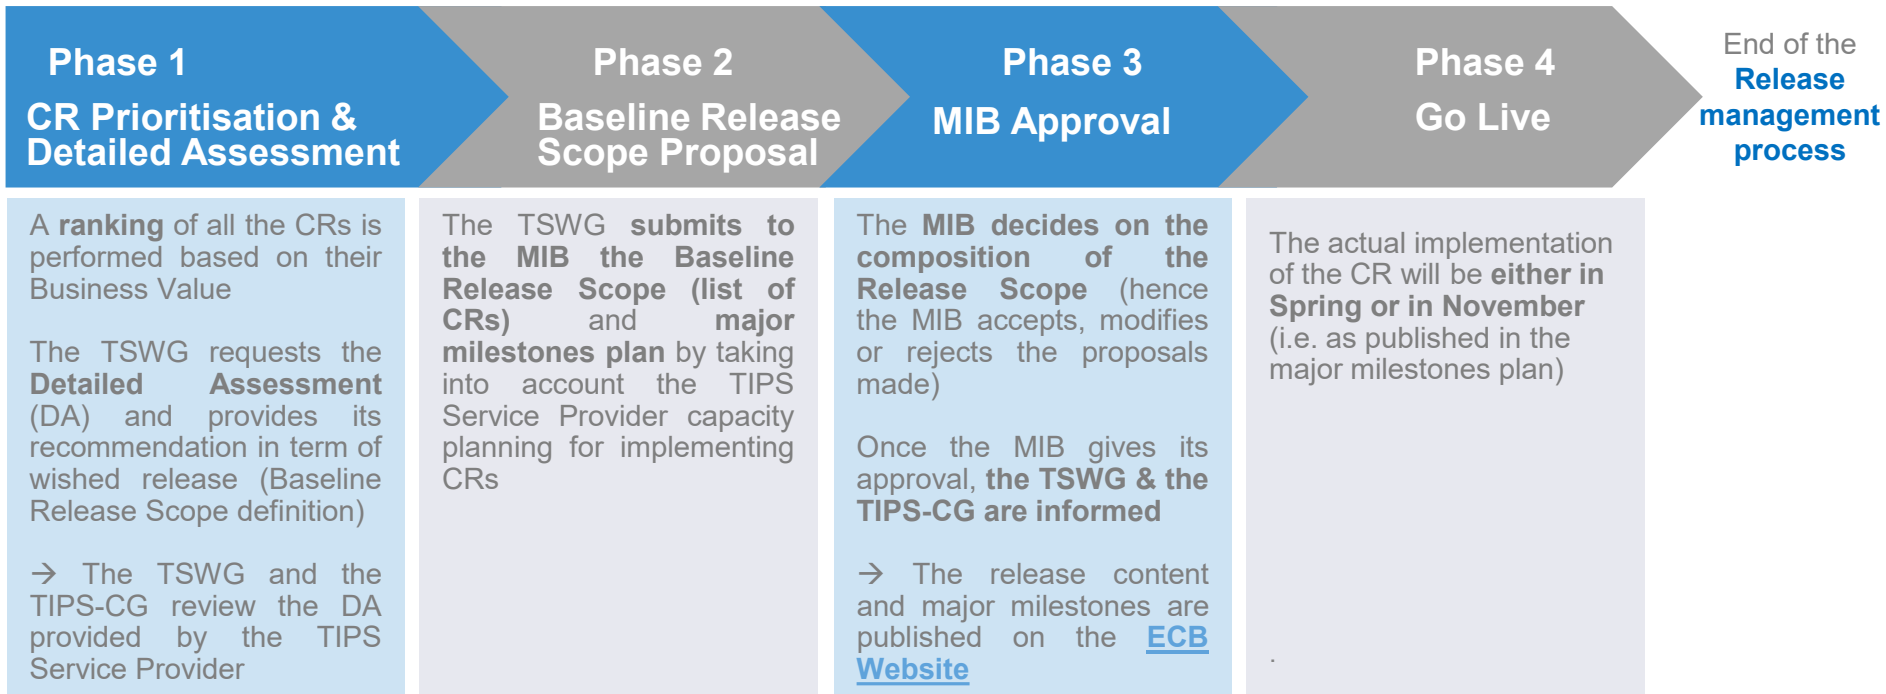 Phase 1
CR Prioritisation &
Detailed Assessment
Phase 2
Baseline Release
Scope Proposal
Phase 3
MIB Approval
Phase 4
Go Live
End of the
Release
management
process
A ranking of all the CRs is
performed based on their
Business Value
The TSWG requests the
Detailed Assessment
(DA) and provides its
recommendation in term of
wished release (Baseline
Release Scope definition)
→ The TSWG and the
TIPS-CG review the DA
provided by the TIPS
Service Provider
The TSWG submits to
the MIB the Baseline
Release Scope (list of
CRs) and major
milestones plan by taking
into account the TIPS
Service Provider capacity
planning for implementing
CRs
The MIB decides on the
composition of the
Release Scope (hence
the MIB accepts, modifies
or rejects the proposals
made)
Once the MIB gives its
approval, the TSWG & the
TIPS-CG are informed
→ The release content
and major milestones are
published on the ECB
Website
The actual implementation
of the CR will be either in
Spring or in November
(i.e. as published in the
major milestones plan)
.